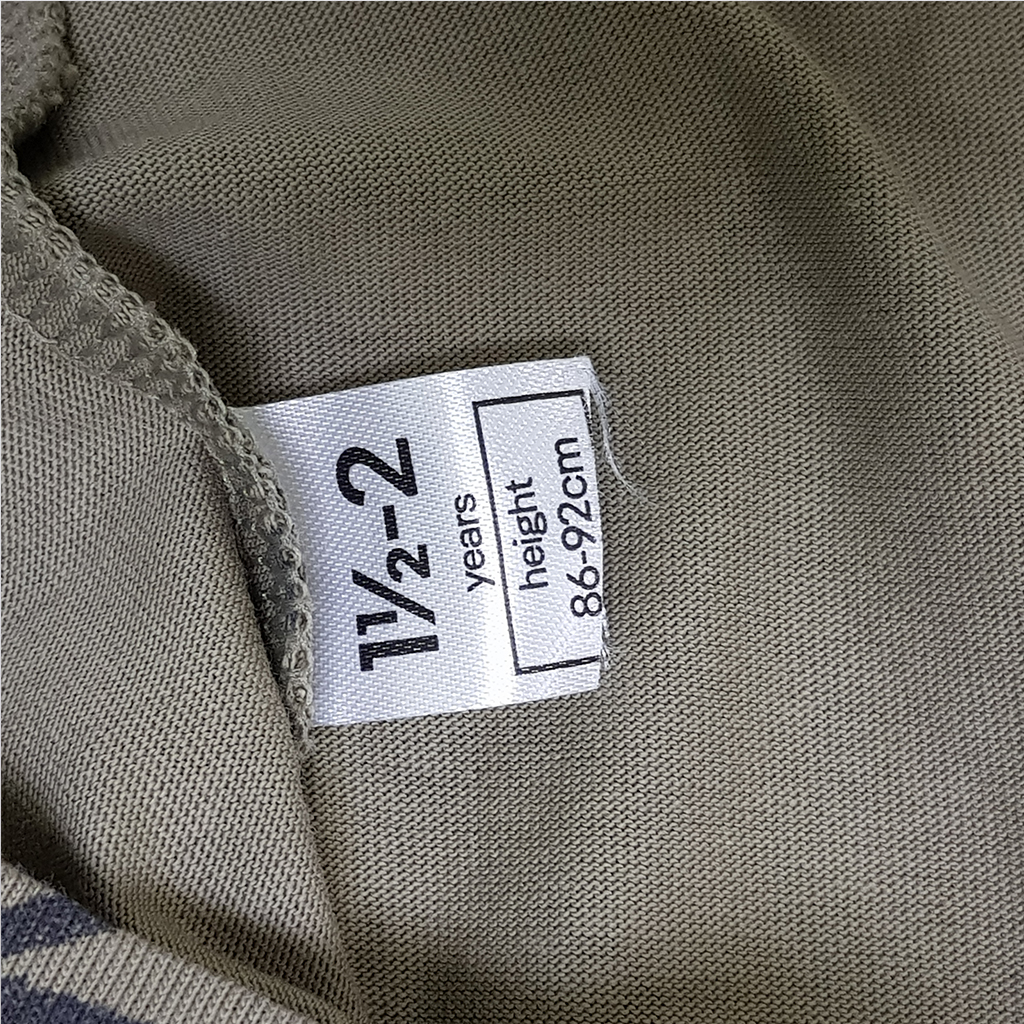 1½-2
years
height
86-92cm